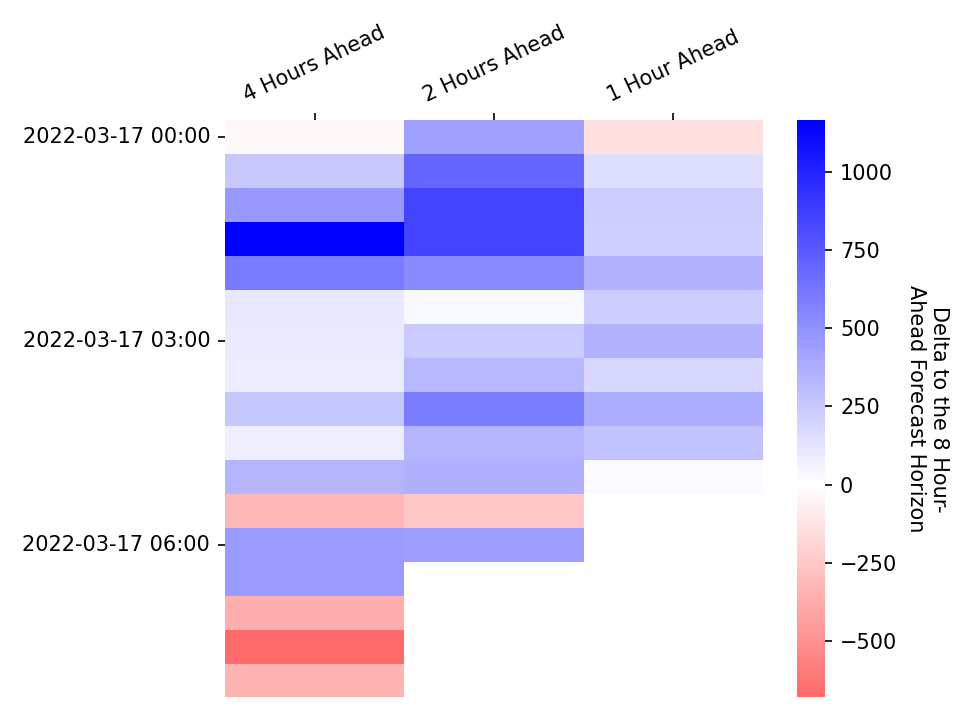 4 Hours Ahead
2 Hours Ahead
1 Hour Ahead
2022-03-17 00:00
2022-03-17 03:00
2022-03-17 06:00
1000
750
500
250
0
−250
−500
Delta to the 8 Hour-
Ahead Forecast Horizon